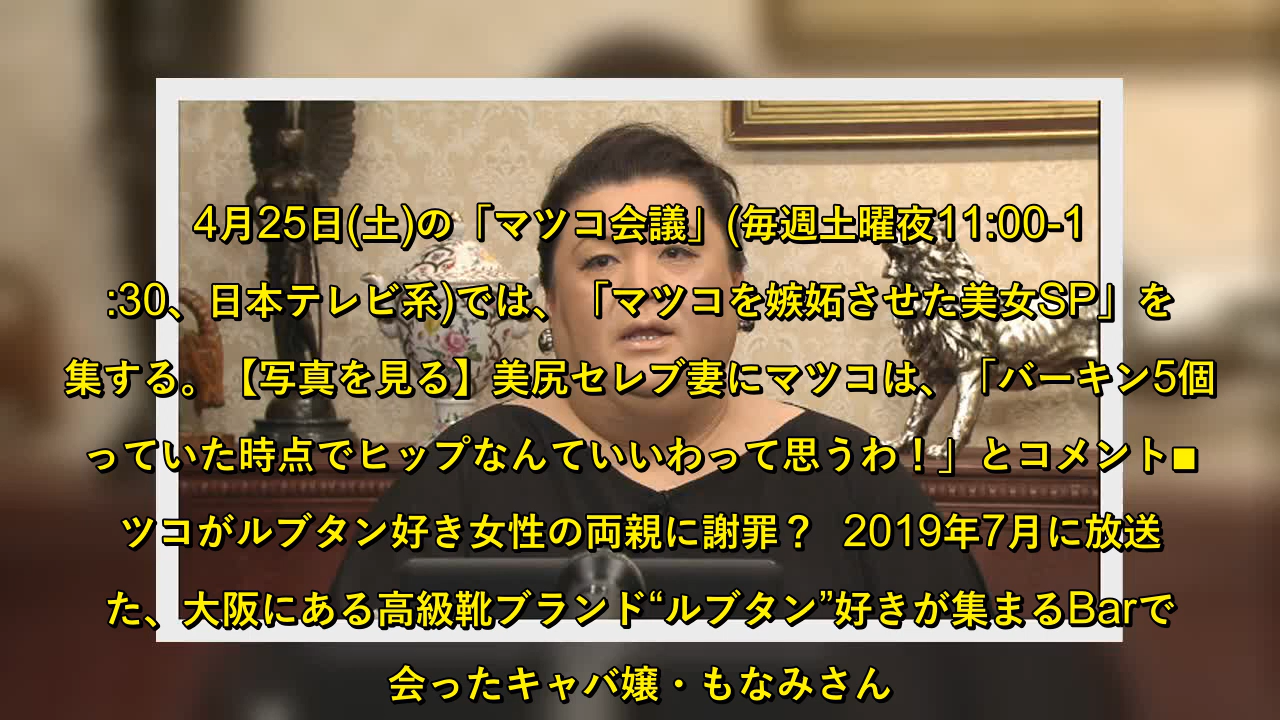 4月25日(土)の「マツコ会議」(毎週土曜夜11:00-1
:30、日本テレビ系)では、「マツコを嫉妬させた美女SP」を
集する。【写真を見る】美尻セレブ妻にマツコは、「バーキン5個
っていた時点でヒップなんていいわって思うわ！」とコメント■
ツコがルブタン好き女性の両親に謝罪？ 2019年7月に放送
た、大阪にある高級靴ブランド“ルブタン”好きが集まるBarで
会ったキャバ嬢・もなみさん